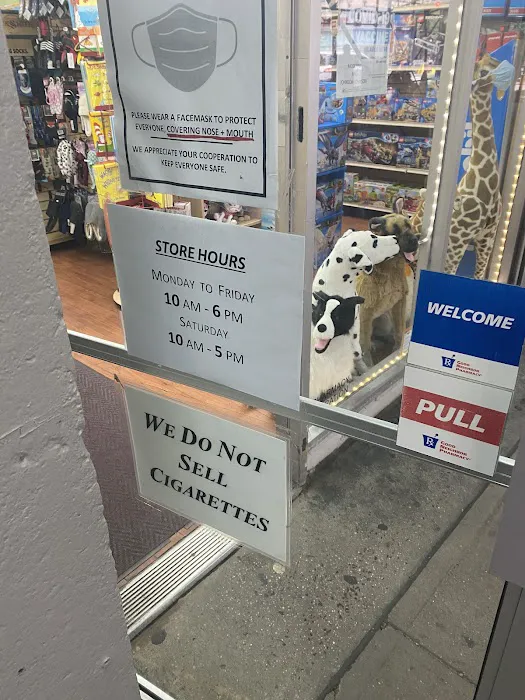 PLEASE WEAR A FACEMASK TO PROTECT
EVERYONE, COVERING NOSE + MOUTH
WE APPRECIATE YOUR COOPERATION TO
KEEP EVERYONE SAFE.
STORE HOURS
MONDAY TO FRIDAY
10 AM - 6 PM
SATURDAY
10 AM - 5 PM
WE DO NOT
SELL
CIGARETTES
WELCOME
GOOD
NEIGHBOR
PHARMACY
PULL
GOOD
NEIGHBOR
PHARMACY
VACCINE